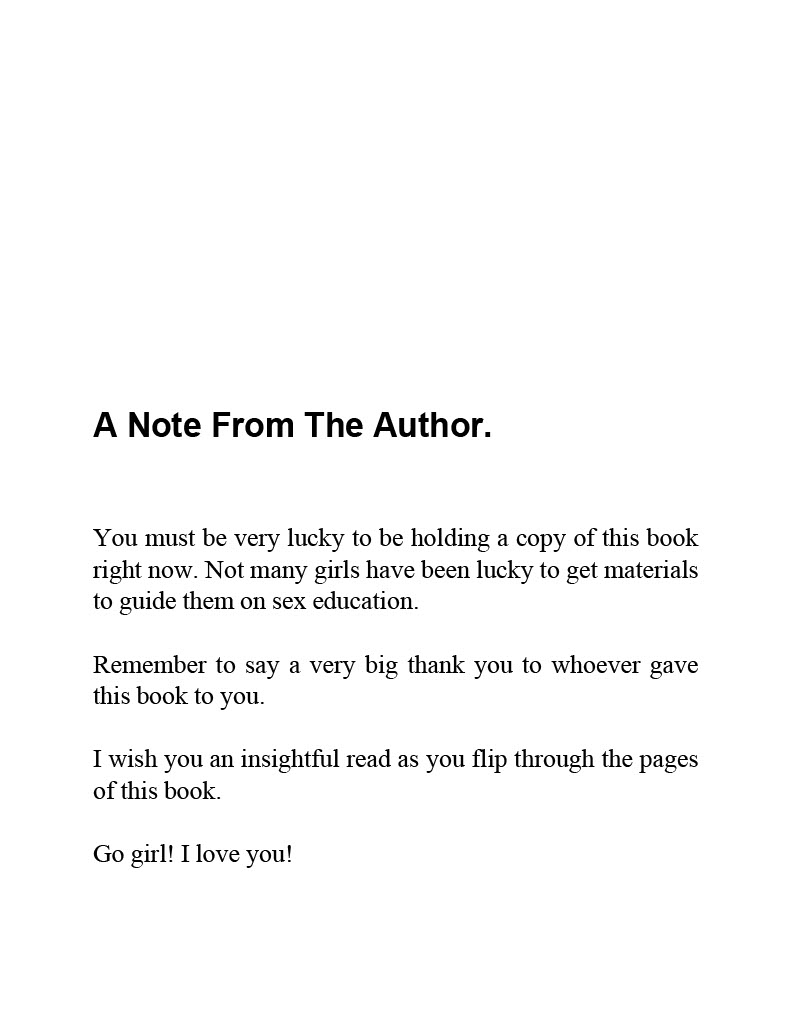 A Note From The Author.
You must be very lucky to be holding a copy of this book
right now. Not many girls have been lucky to get materials
to guide them on sex education.
Remember to say a very big thank you to whoever gave
this book to you.
I wish you an insightful read as you flip through the pages
of this book.
Go girl! I love you!